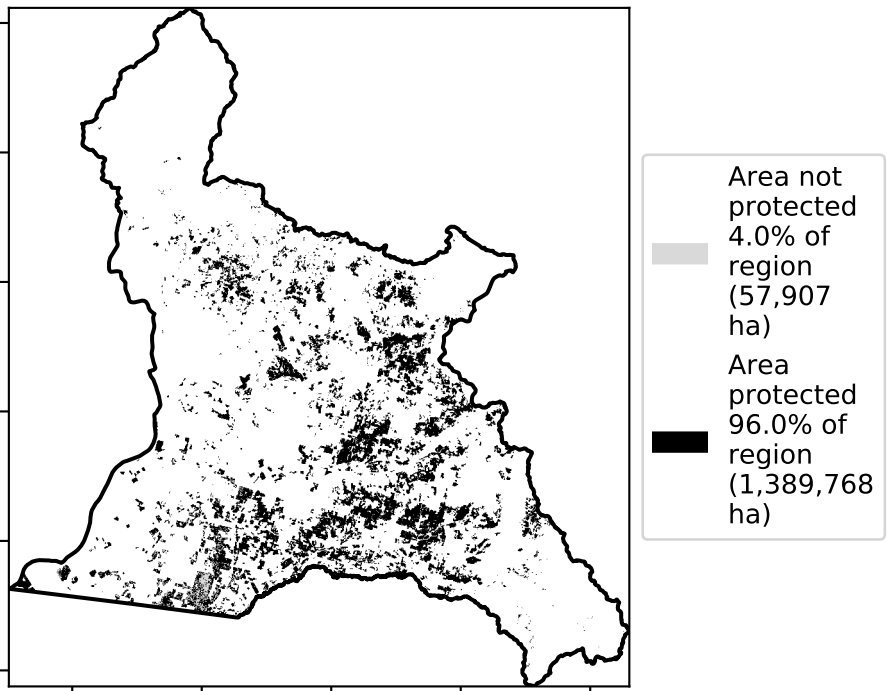 Area not
protected
4.0% of
region
(57,907
ha)
Area
protected
96.0% of
region
(1,389,768
ha)